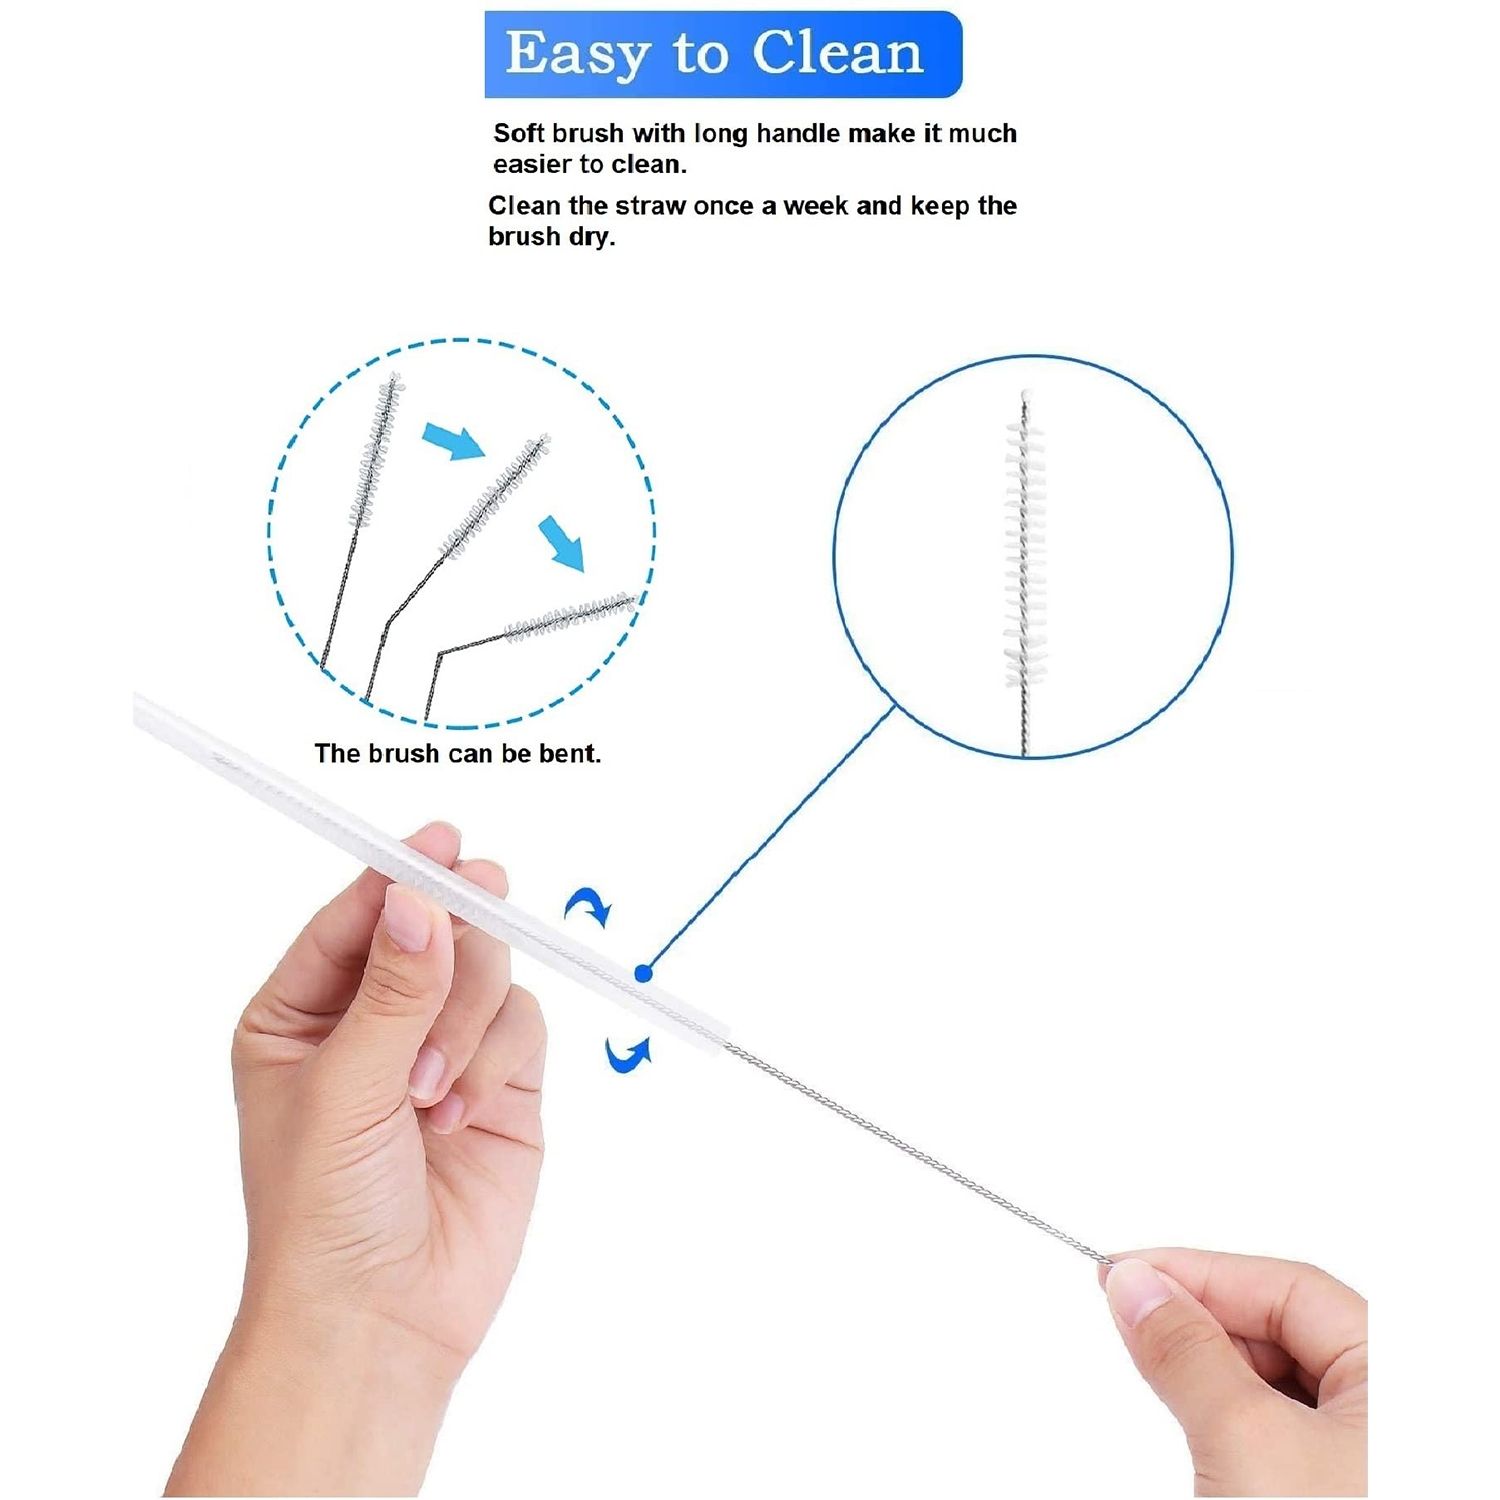 Easy to Clean
Soft brush with long handle make it much
easier to clean.
Clean the straw once a week and keep the
brush dry.
The brush can be bent.